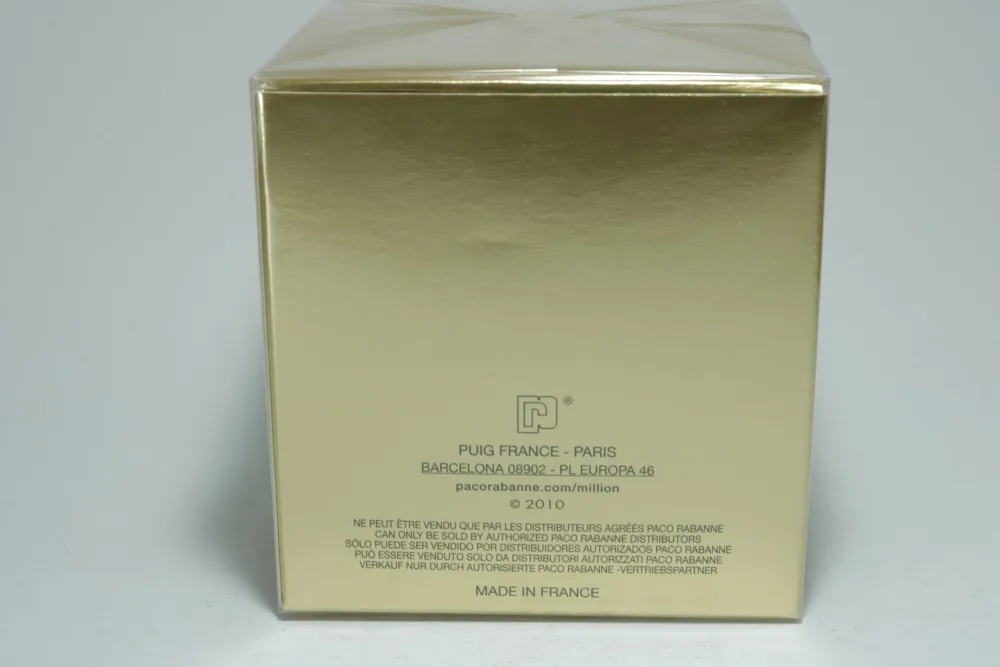 ®
PUIG FRANCE - PARIS
BARCELONA 08902 - PL EUROPA 46
pacorabanne.com/million
© 2010
NE PEUT ÊTRE VENDU QUE PAR LES DISTRIBUTEURS AGRÉÉS PACO RABANNE
CAN ONLY BE SOLD BY AUTHORIZED PACO RABANNE DISTRIBUTORS
SÓLO PUEDE SER VENDIDO POR DISTRIBUIDORES AUTORIZADOS PACO RABANNE
PUÒ ESSERE VENDUTO SOLO DA DISTRIBUTORI AUTORIZZATI PACO RABANNE
VERKAUF NUR DURCH AUTORISIERTE PACO RABANNE -VERTRIEBSPARTNER
MADE IN FRANCE